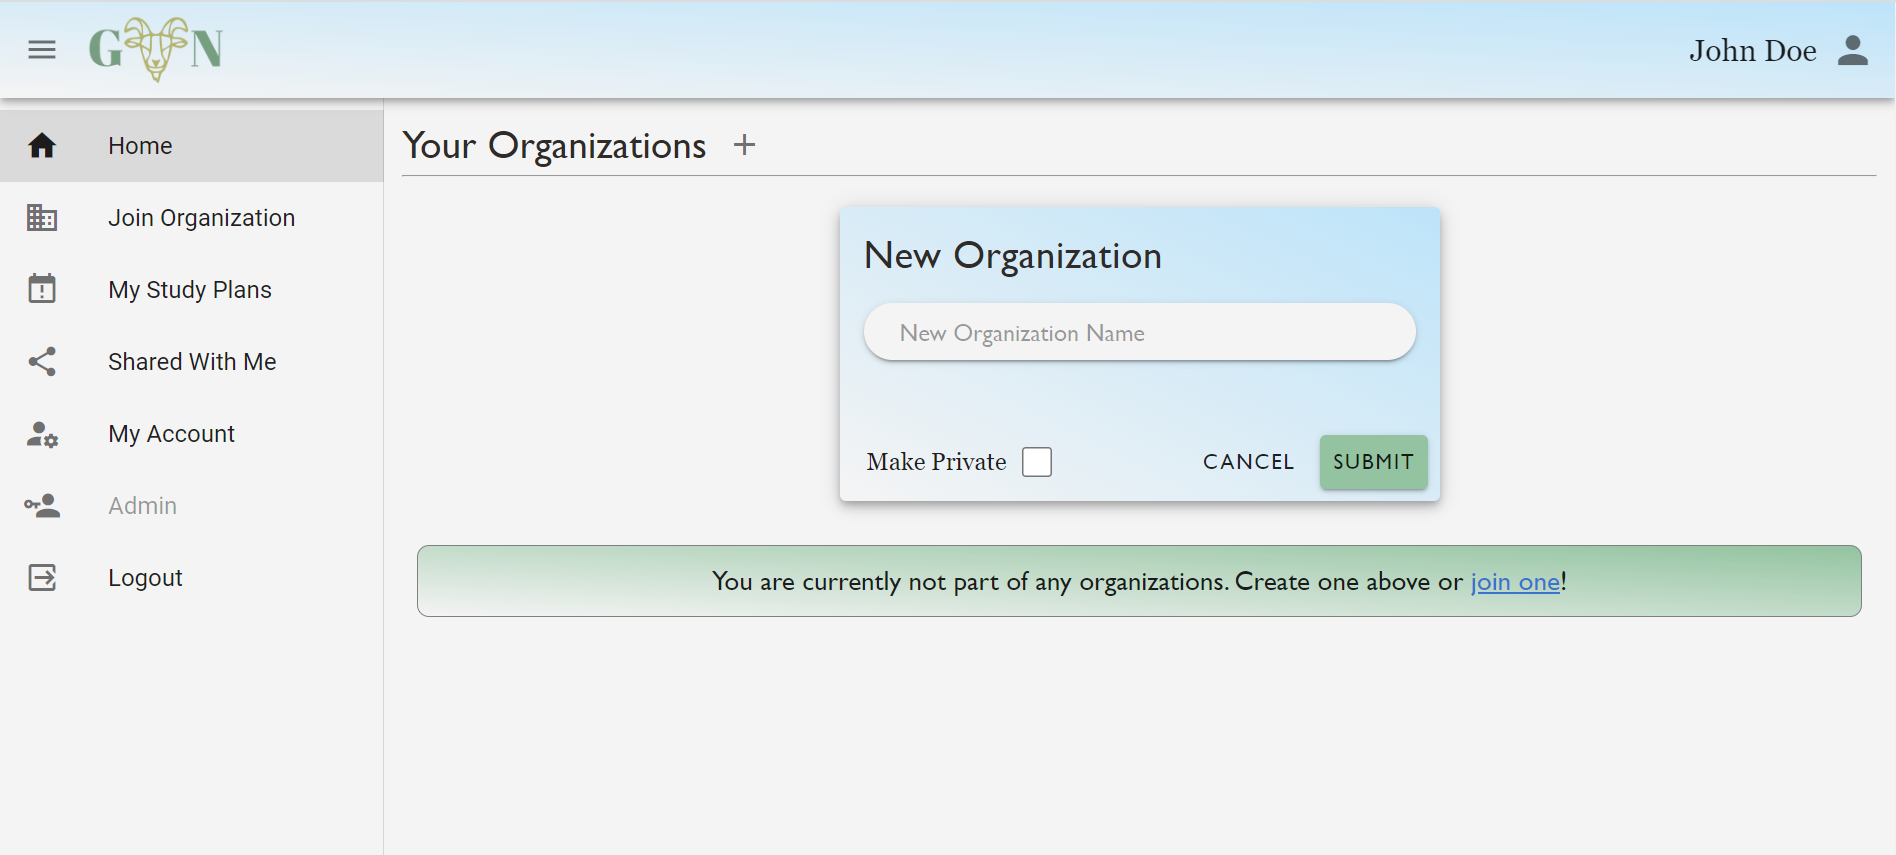 G N
John Doe
Home
Join Organization
My Study Plans
Shared With Me
My Account
Admin
Logout
Your Organizations +
New Organization
New Organization Name
Make Private
CANCEL
SUBMIT
You are currently not part of any organizations. Create one above or join one!